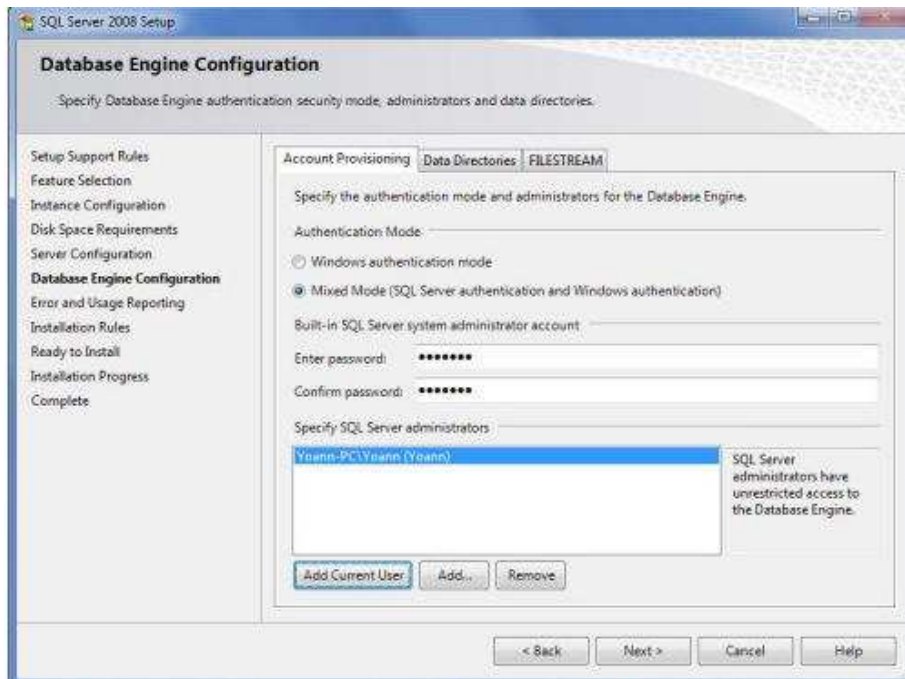 SQL Server 2008 Setup
Database Engine Configuration
Specify Database Engine authentication security mode, administrators and data directories.
Setup Support Rules
Feature Selection
Instance Configuration
Disk Space Requirements
Server Configuration
Database Engine Configuration
Error and Usage Reporting
Installation Rules
Ready to Install
Installation Progress
Complete
Account Provisioning
Data Directories
FILESTREAM
Specify the authentication mode and administrators for the Database Engine.
Authentication Mode
Windows authentication mode
Mixed Mode (SQL Server authentication and Windows authentication)
Built-in SQL Server system administrator account
Enter password:
Confirm password:
Specify SQL Server administrators
Yoann-PC\Yoann (Yoann)
SQL Server
administrators have
unrestricted access to
the Database Engine.
Add Current User
Add...
Remove
< Back
Next >
Cancel
Help